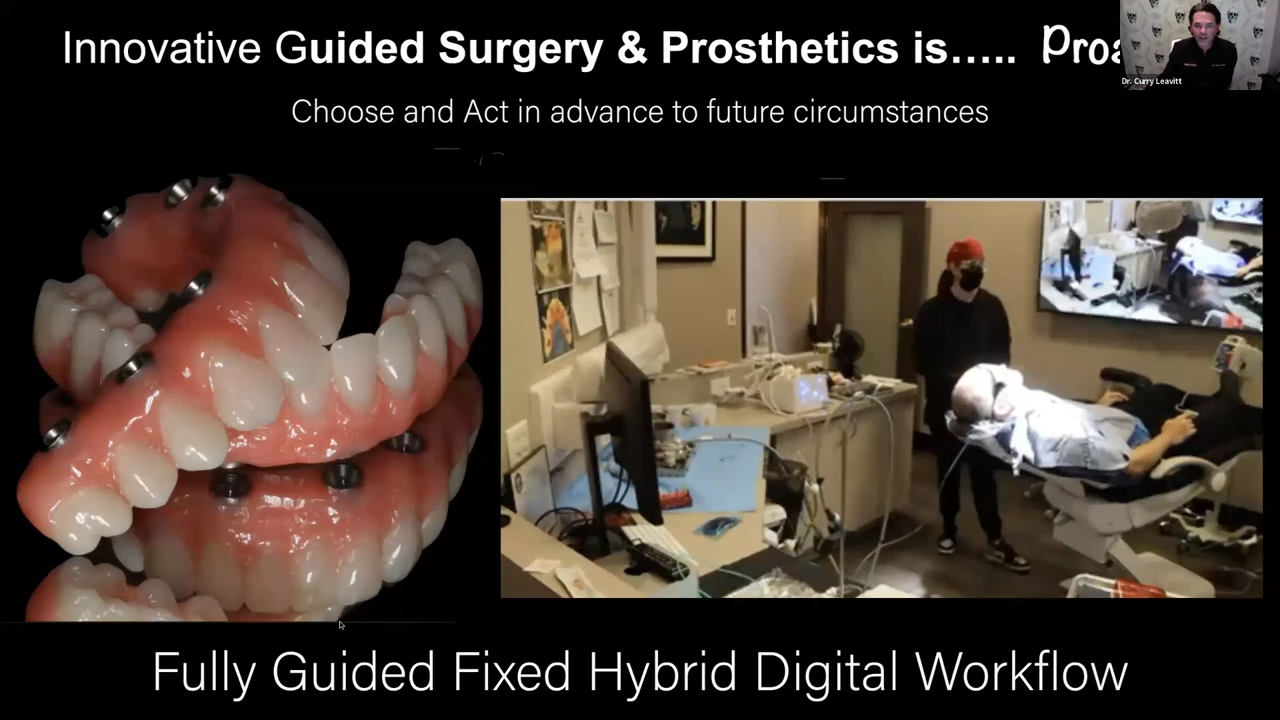 Innovative Guided Surgery & Prosthetics is.....
Dr. Curry Leavitt
Choose and Act in advance to future circumstances
Fully Guided Fixed Hybrid Digital Workflow